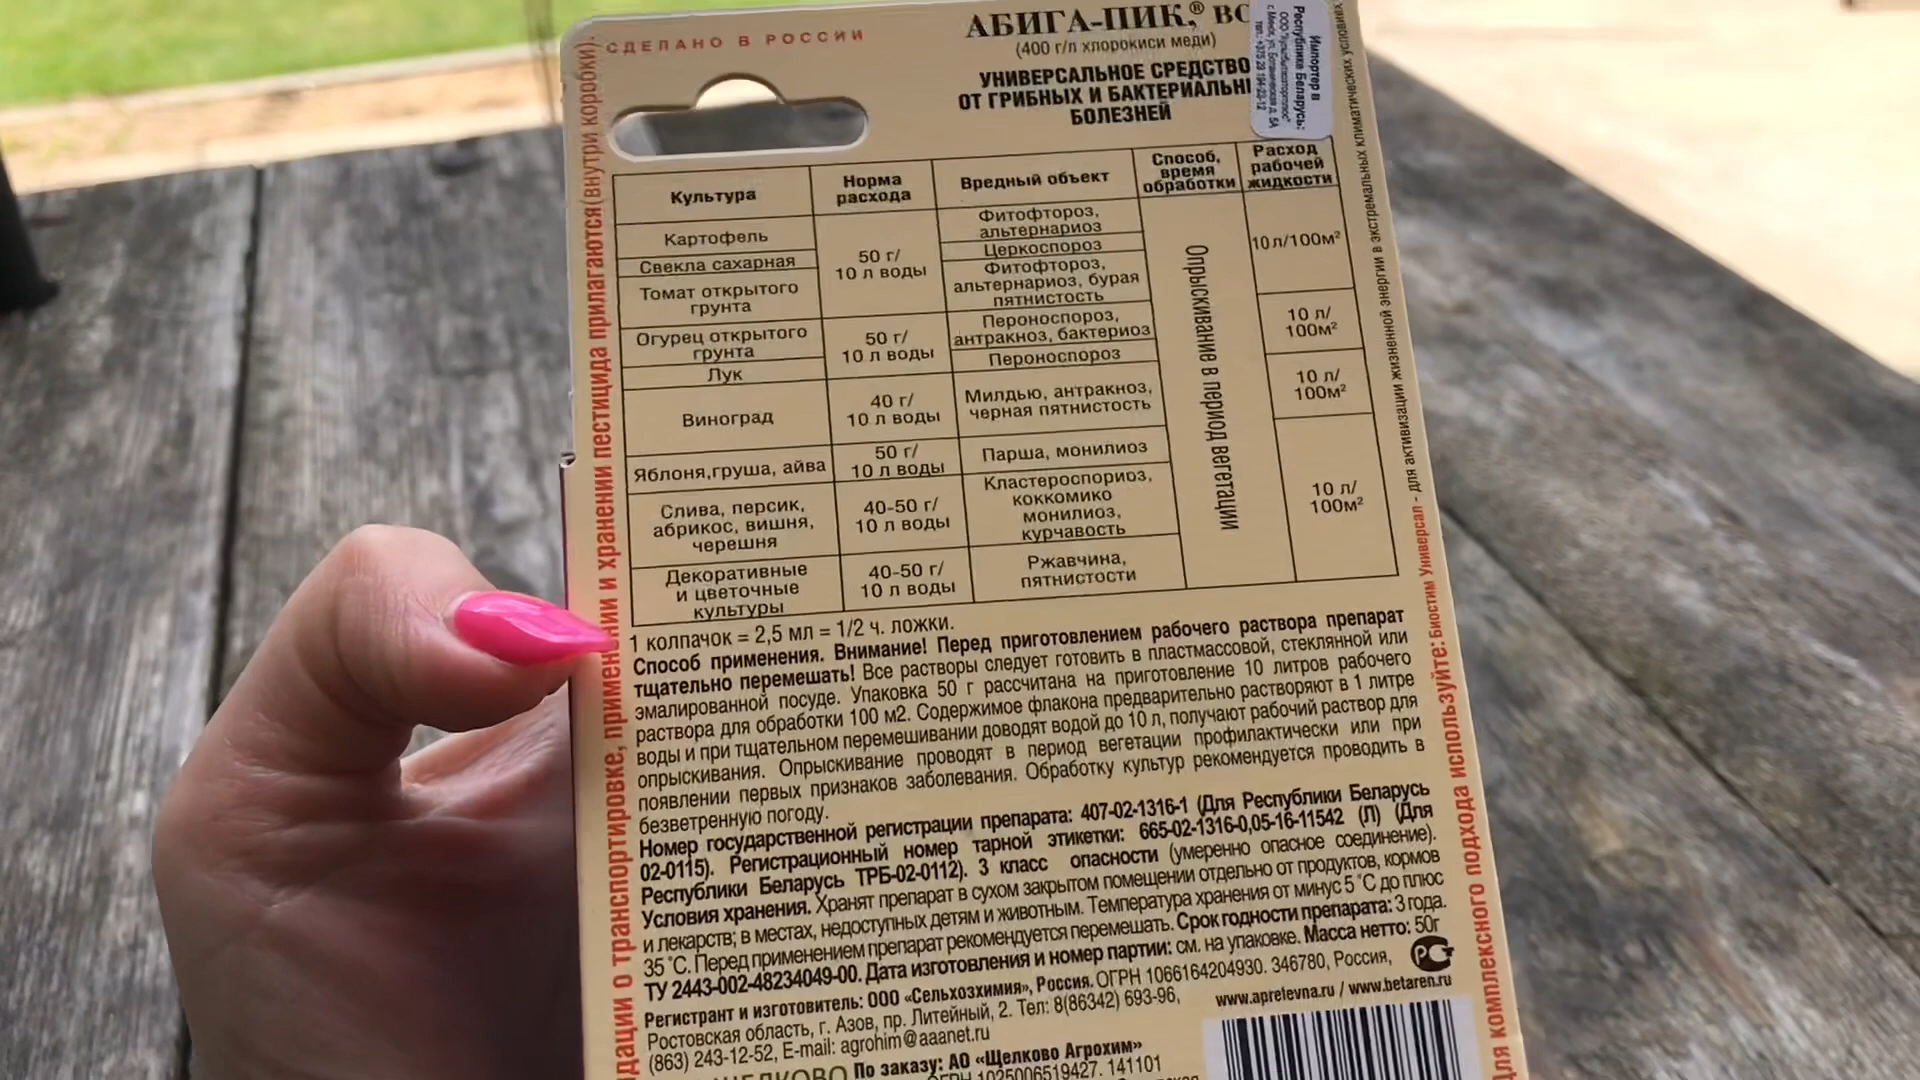 СДЕЛАНО В РОССИИ
АБИГА-ПИК,® ВС
(400 г/л хлорокиси меди)
УНИВЕРСАЛЬНОЕ СРЕДСТВО
ОТ ГРИБНЫХ И БАКТЕРИАЛЬН
БОЛЕЗНЕЙ
Импортер в
Республике Беларусь:
Культура
Норма
расхода
Вредный объект
Способ,
время
обработки
Расход
рабочей
жидкости
Картофель
Свекла сахарная
Томат открытого
грунта
50 г/
10 л воды
Фитофтороз,
альтернариоз
Церкоспороз
Фитофтороз,
альтернариоз, бурая
пятнистость
Опрыскивание в период вегетации
10л/100м²
Огурец открытого
грунта
Лук
50 г/
10 л воды
Пероноспороз,
антракноз, бактериоз
Пероноспороз
10 л/
100м²
Виноград
40 г/
10 л воды
Милдью, антракноз,
черная пятнистость
10 л/
100м²
Яблоня,груша, айва
50 г/
10 л воды
Парша, монилиоз
Слива, персик,
абрикос, вишня,
черешня
40-50 г/
10 л воды
Кластероспориоз,
коккомико
монилиоз,
курчавость
10 л/
100м²
Декоративные
и цветочные
культуры
40-50 г/
10 л воды
Ржавчина,
пятнистости
1 колпачок = 2,5 мл = 1/2 ч. ложки.
Способ применения. Внимание! Перед приготовлением рабочего раствора препарат
тщательно перемешать! Все растворы следует готовить в пластмассовой, стеклянной или
эмалированной посуде. Упаковка 50 г рассчитана на приготовление 10 литров рабочего
раствора для обработки 100 м2. Содержимое флакона предварительно растворяют в 1 литре
воды и при тщательном перемешивании доводят водой до 10 л, получают рабочий раствор для
опрыскивания. Опрыскивание проводят в период вегетации профилактически или при
появлении первых признаков заболевания. Обработку культур рекомендуется проводить в
безветренную погоду.
Номер государственной регистрации препарата: 407-02-1316-1 (Для Республики Беларусь
02-0115). Регистрационный номер тарной этикетки: 665-02-1316-0,05-16-11542 (Л) (Для
Республики Беларусь ТРБ-02-0112). 3 класс опасности (умеренно опасное соединение).
Условия хранения. Хранят препарат в сухом закрытом помещении отдельно от продуктов, кормов
и лекарств; в местах, недоступных детям и животным. Температура хранения от минус 5 ˚С до плюс
35 ˚С. Перед применением препарат рекомендуется перемешать. Срок годности препарата: 3 года.
ТУ 2443-002-48234049-00. Дата изготовления и номер партии: см. на упаковке. Масса нетто: 50г
Регистрант и изготовитель: ООО «Сельхозхимия», Россия. ОГРН 1066164204930. 346780, Россия,
Ростовская область, г. Азов, пр. Литейный, 2. Тел: 8(86342) 693-96,
(863) 243-12-52, E-mail: agrohim@aaanet.ru
www.aprelevna.ru / www.betaren.ru
По заказу: АО «Щелково Агрохим»
ОГРН 1025006519427. 141101
дации о транспортировке, применении и хранении пестицида прилагаются(внутри коробки).
Для комплексного подхода используйте: Биостим Универсал - для активизации жизненной энергии в экстремальных климатических условиях